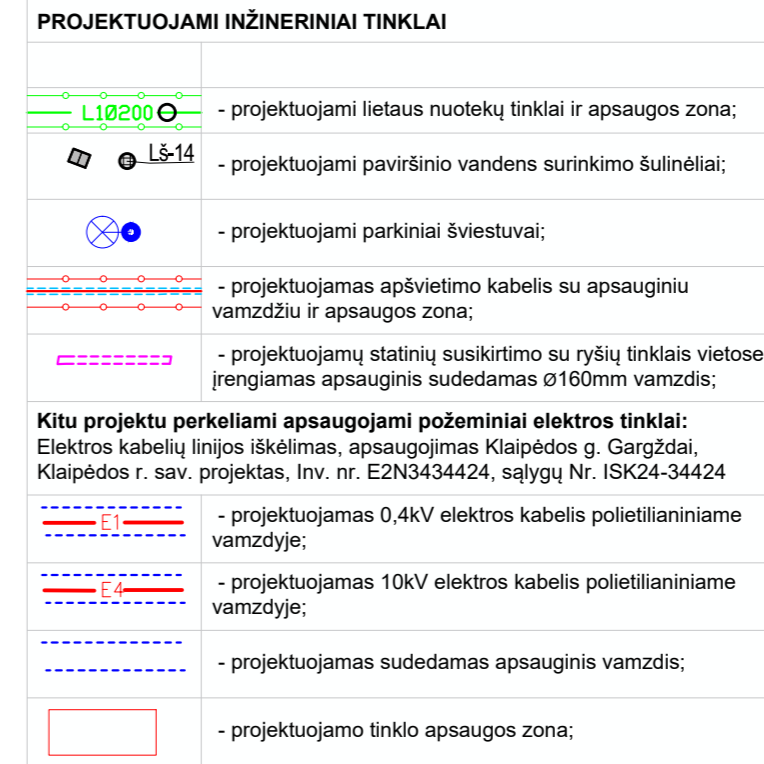 PROJEKTUOJAMI INŽINERINIAI TINKLAI
L1Ø200
- projektuojami lietaus nuotekų tinklai ir apsaugos zona;
Lš-14
- projektuojami paviršinio vandens surinkimo šulinėliai;
- projektuojami parkiniai šviestuvai;
- projektuojamas apšvietimo kabelis su apsauginiu
vamzdžiu ir apsaugos zona;
- projektuojamų statinių susikirtimo su ryšių tinklais vietose
įrengiamas apsauginis sudedamas Ø160mm vamzdis;
Kitu projektu perkeliami apsaugojami požeminiai elektros tinklai:
Elektros kabelių linijos iškėlimas, apsaugojimas Klaipėdos g. Gargždai,
Klaipėdos r. sav. projektas, Inv. nr. E2N3434424, sąlygų Nr. ISK24-34424
E1
- projektuojamas 0,4kV elektros kabelis polietilianiniame
vamzdyje;
E4
- projektuojamas 10kV elektros kabelis polietilianiniame
vamzdyje;
- projektuojamas sudedamas apsauginis vamzdis;
- projektuojamo tinklo apsaugos zona;